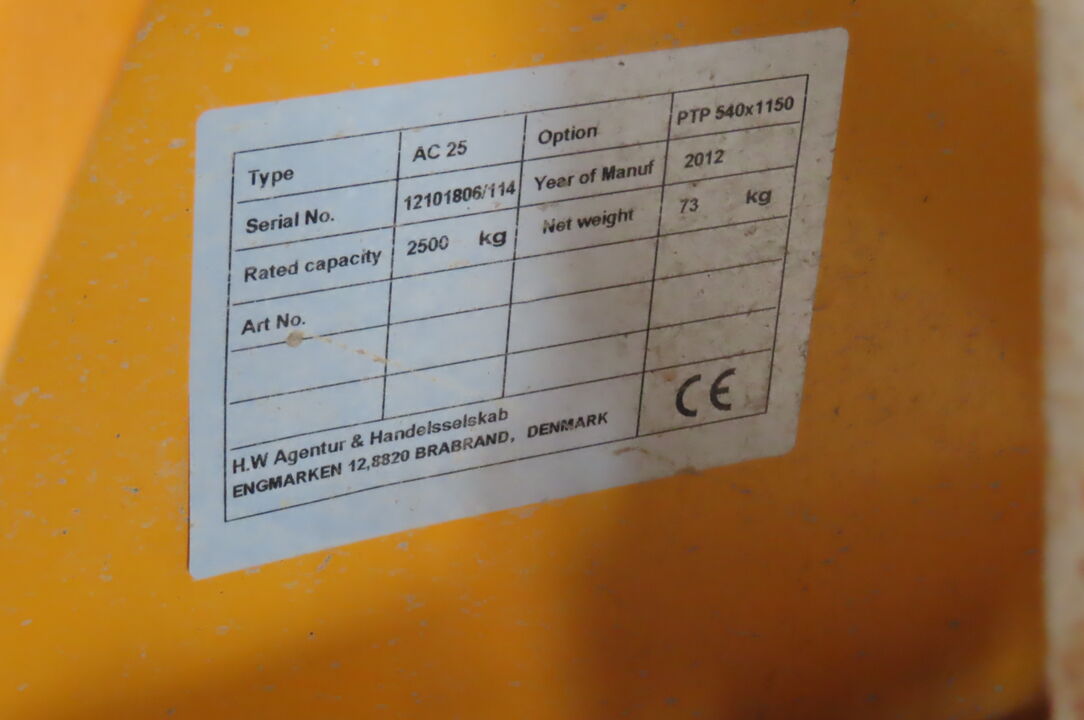 Type AC 25 Option PTP 540x1150
Serial No. 12101806/114 Year of Manuf 2012
Rated capacity 2500 kg Net weight 73 kg
Art No.
H.W Agentur & Handelsselskab
ENGMARKEN 12,8820 BRABRAND, DENMARK
CE